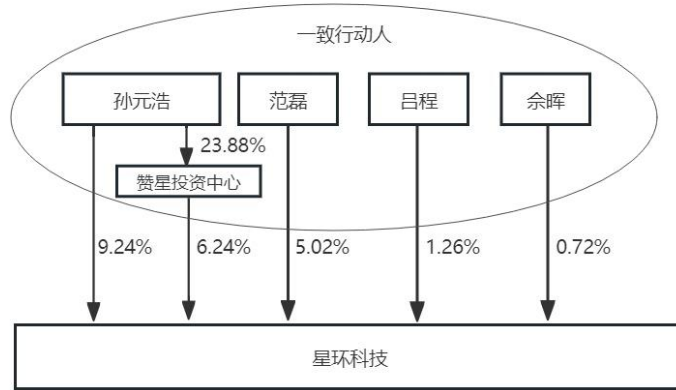 一致行动人
孙元浩
范磊
吕程
佘晖
23.88%
赞星投资中心
9.24%
6.24%
5.02%
1.26%
0.72%
星环科技